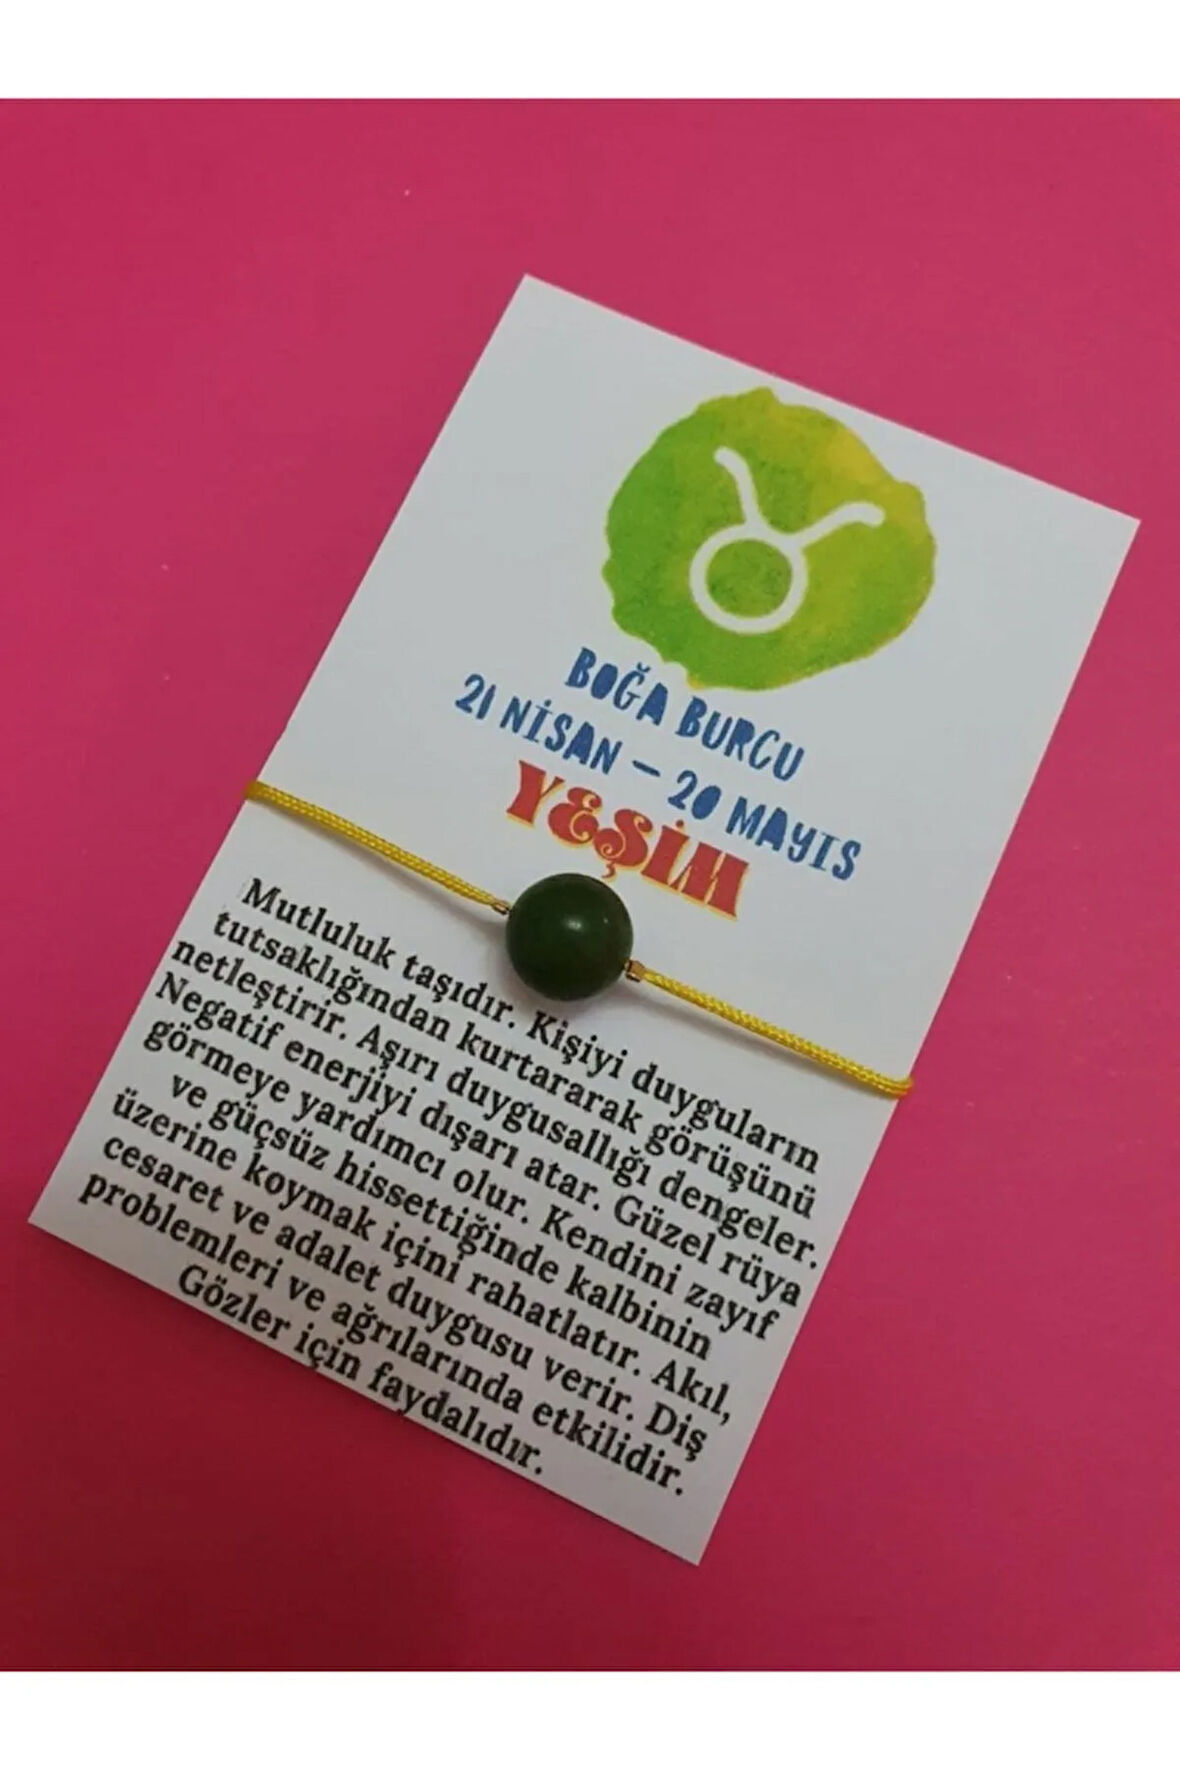 BOĞA BURCU
21 NİSAN – 20 MAYIS
YEŞİM
Mutluluk taşıdır. Kişiyi duyguların
tutsaklığından kurtararak görüşünü
netleştirir. Aşırı duygusallığı dengeler.
Negatif enerjiyi dışarı atar. Güzel rüya
görmeye yardımcı olur. Kendini zayıf
ve güçsüz hissettiğinde kalbinin
üzerine koymak içini rahatlatır. Akıl,
cesaret ve adalet duygusu verir. Diş
problemleri ve ağrılarında etkilidir.
Gözler için faydalıdır.